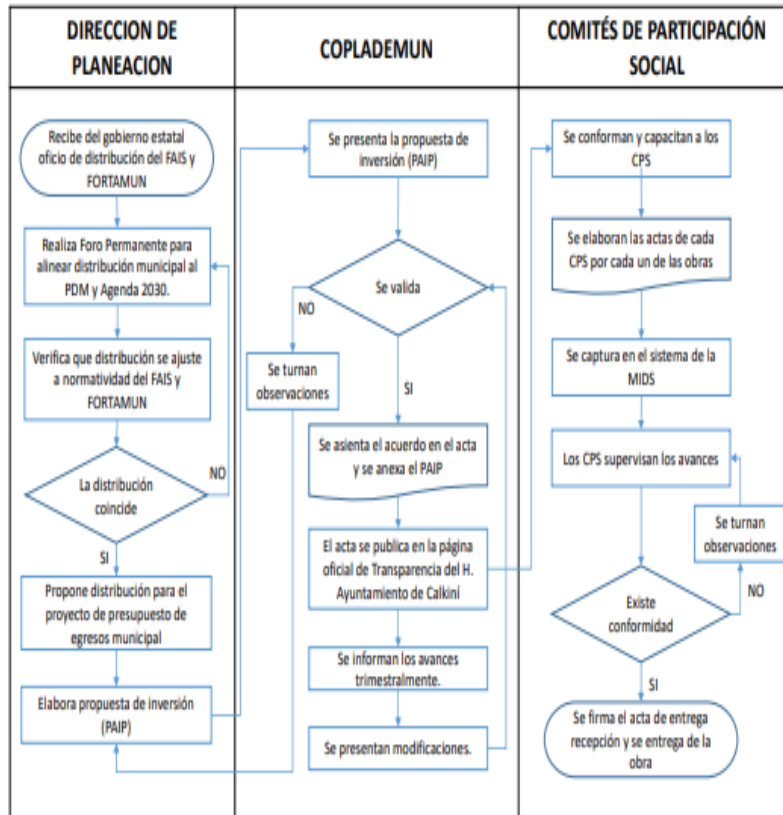 DIRECCION DE
PLANEACION
Recibe del gobierno estatal
oficio de distribución del FAIS y
FORTAMUN
Realiza Foro Permanente para
alinear distribución municipal al
PDM y Agenda 2030.
Verifica que distribución se ajuste
a normatividad del FAIS y
FORTAMUN
La distribución
coincide
NO
SI
Propone distribución para el
proyecto de presupuesto de
egresos municipal
Elabora propuesta de inversión
(PAIP)
COPLADEMUN
Se presenta la propuesta de
inversión (PAIP)
Se valida
NO
Se turnan
observaciones
SI
Se asienta el acuerdo en el acta
y se anexa el PAIP
El acta se publica en la página
oficial de Transparencia del H.
Ayuntamiento de Calkiní
Se informan los avances
trimestralmente.
Se presentan modificaciones.
COMITÉS DE PARTICIPACIÓN
SOCIAL
Se conforman y capacitan a los
CPS
Se elaboran las actas de cada
CPS por cada un de las obras
Se captura en el sistema de la
MIDS
Los CPS supervisan los avances
Se turnan
observaciones
Existe
conformidad
NO
SI
Se firma el acta de entrega
recepción y se entrega de la
obra